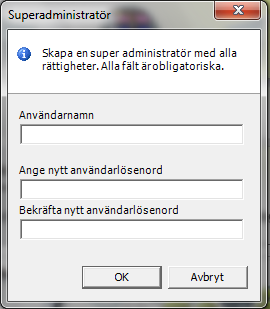 Superadministratör
Skapa en super administratör med alla
rättigheter. Alla fält är obligatoriska.
Användarnamn
Ange nytt användarlösenord
Bekräfta nytt användarlösenord
OK
Avbryt